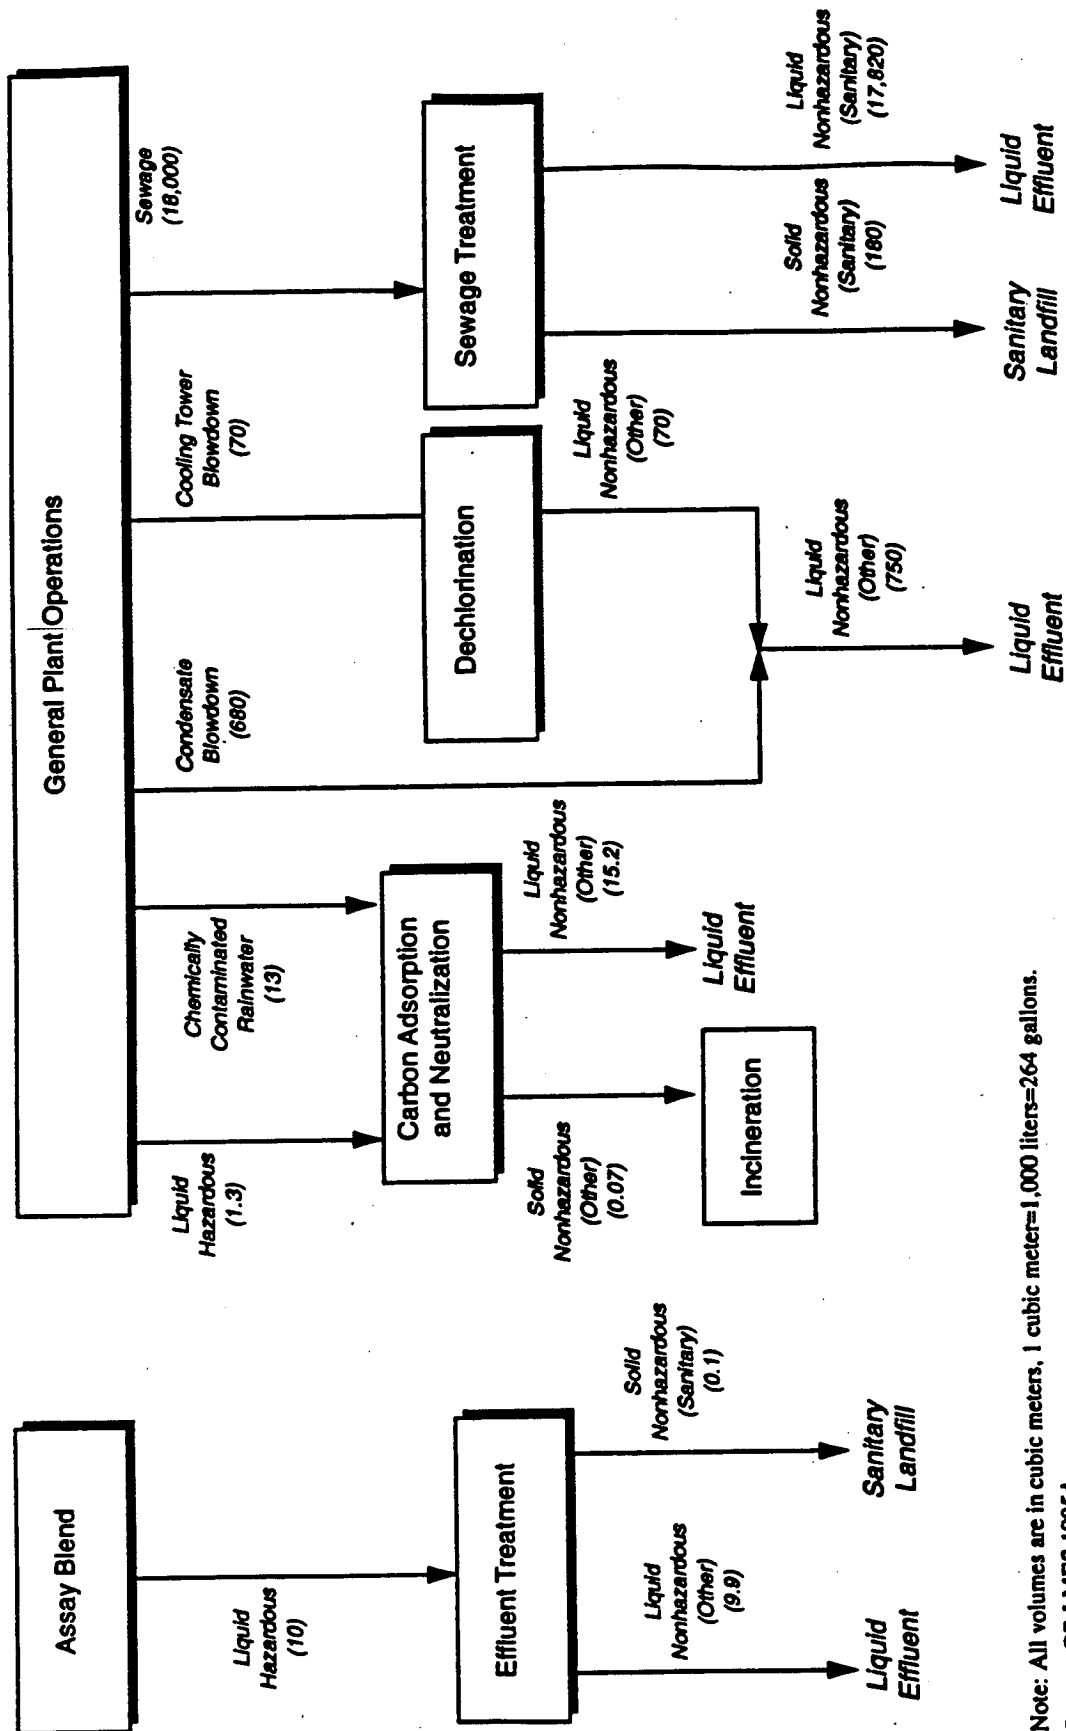 Assay Blend
Liquid
Hazardous
(10)
Effluent Treatment
Liquid
Nonhazardous
(Other)
(9.9)
Solid
Nonhazardous
(Sanitary)
(0.1)
Liquid
Effluent
Sanitary
Landfill
General Plant Operations
Liquid
Hazardous
(1.3)
Chemically
Contaminated
Rainwater
(13)
Condensate
Blowdown
(680)
Cooling Tower
Blowdown
(70)
Sewage
(18,000)
Carbon Adsorption
and Neutralization
Dechlorination
Sewage Treatment
Solid
Nonhazardous
(Other)
(0.07)
Liquid
Nonhazardous
(Other)
(15.2)
Liquid
Nonhazardous
(Other)
(70)
Solid
Nonhazardous
(Sanitary)
(180)
Liquid
Nonhazardous
(Sanitary)
(17,820)
Incineration
Liquid
Effluent
Liquid
Nonhazardous
(Other)
(750)
Liquid
Effluent
Sanitary
Landfill
Liquid
Effluent
Note: All volumes are in cubic meters, 1 cubic meter=1,000 liters=264 gallons.